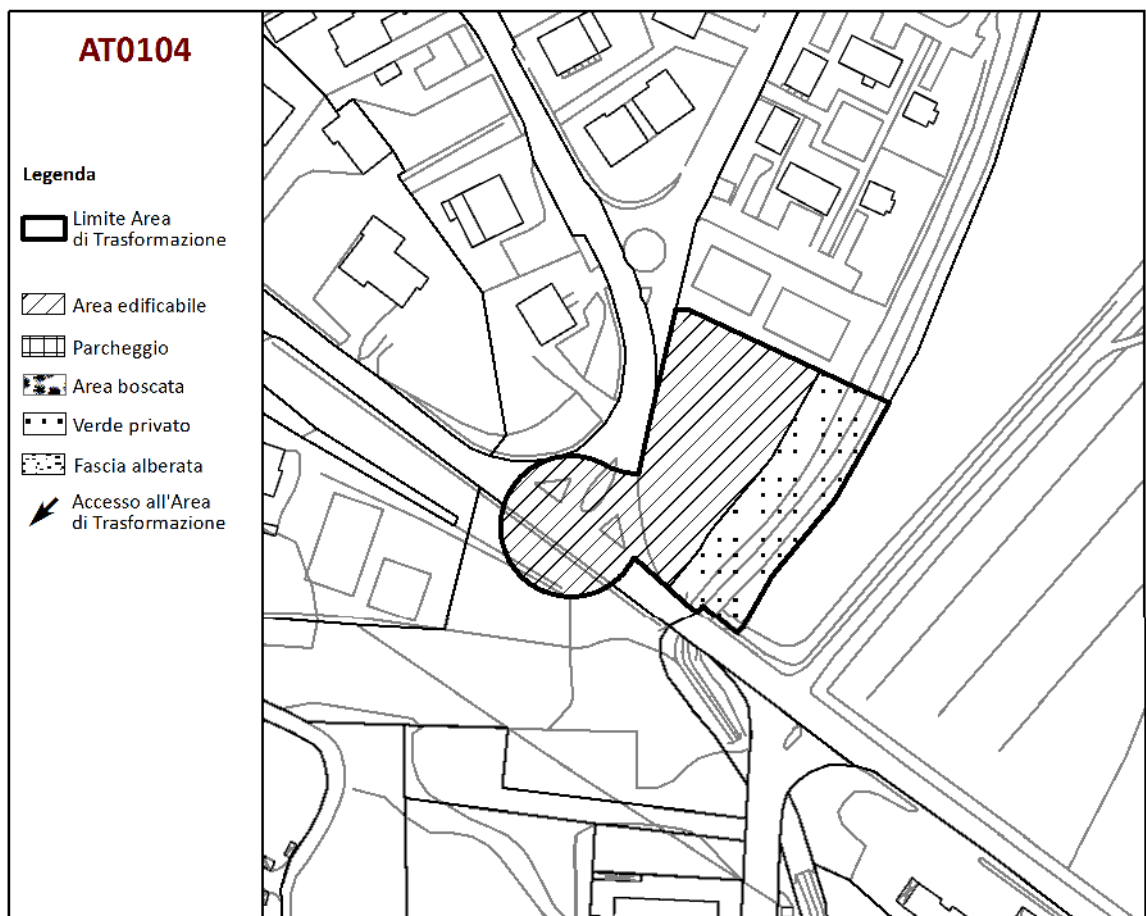 AT0104
Legenda
Limite Area
di Trasformazione
Area edificabile
Parcheggio
Area boscata
Verde privato
Fascia alberata
Accesso all'Area
di Trasformazione